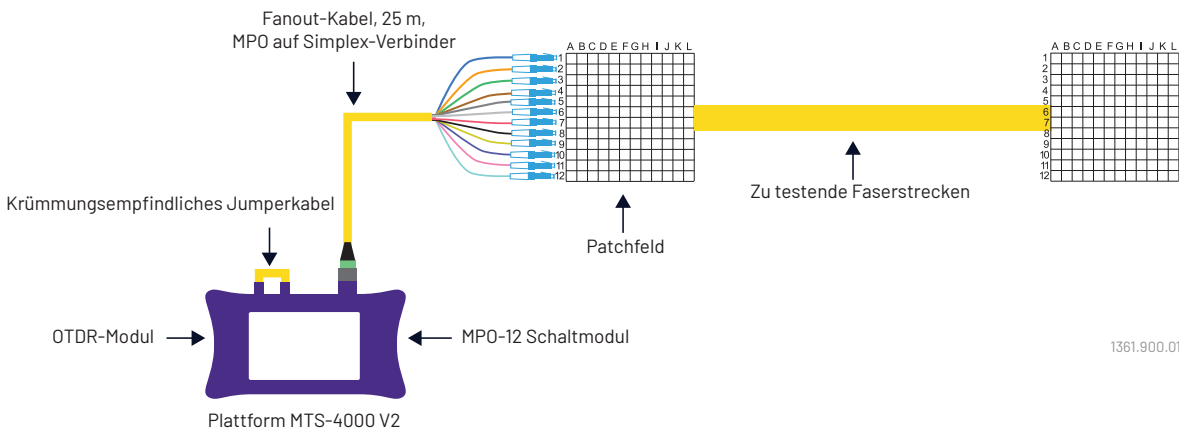 Fanout-Kabel, 25 m,
MPO auf Simplex-Verbinder
A B C D E F G H I J K L
1
2
3
4
5
6
7
8
9
10
11
12
A B C D E F G H I J K L
1
2
3
4
5
6
7
8
9
10
11
12
Zu testende Faserstrecken
Krümmungsempfindliches Jumperkabel
Patchfeld
OTDR-Modul
MPO-12 Schaltmodul
1361.900.01
Plattform MTS-4000 V2